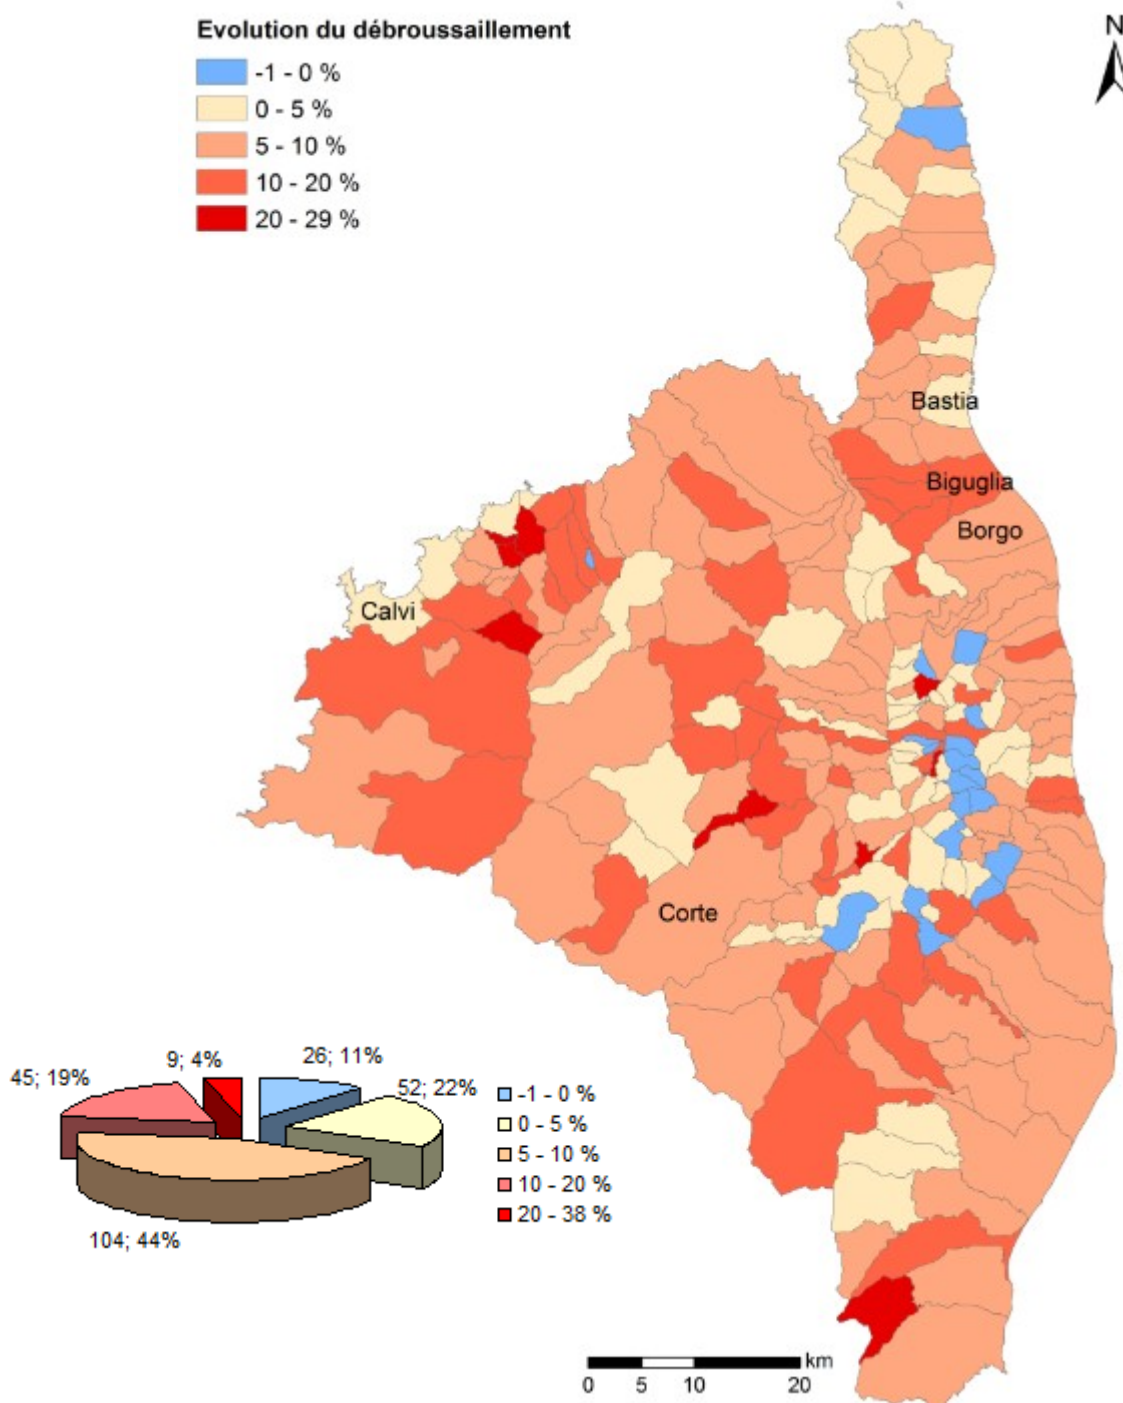 Evolution du débroussaillement
-1 - 0 %
0 - 5 %
5 - 10 %
10 - 20 %
20 - 29 %
N
Bastia
Biguglia
Borgo
Calvi
Corte
9; 4%
26; 11%
45; 19%
52; 22%
104; 44%
-1 - 0 %
0 - 5 %
5 - 10 %
10 - 20 %
20 - 38 %
km
0 5 10 20